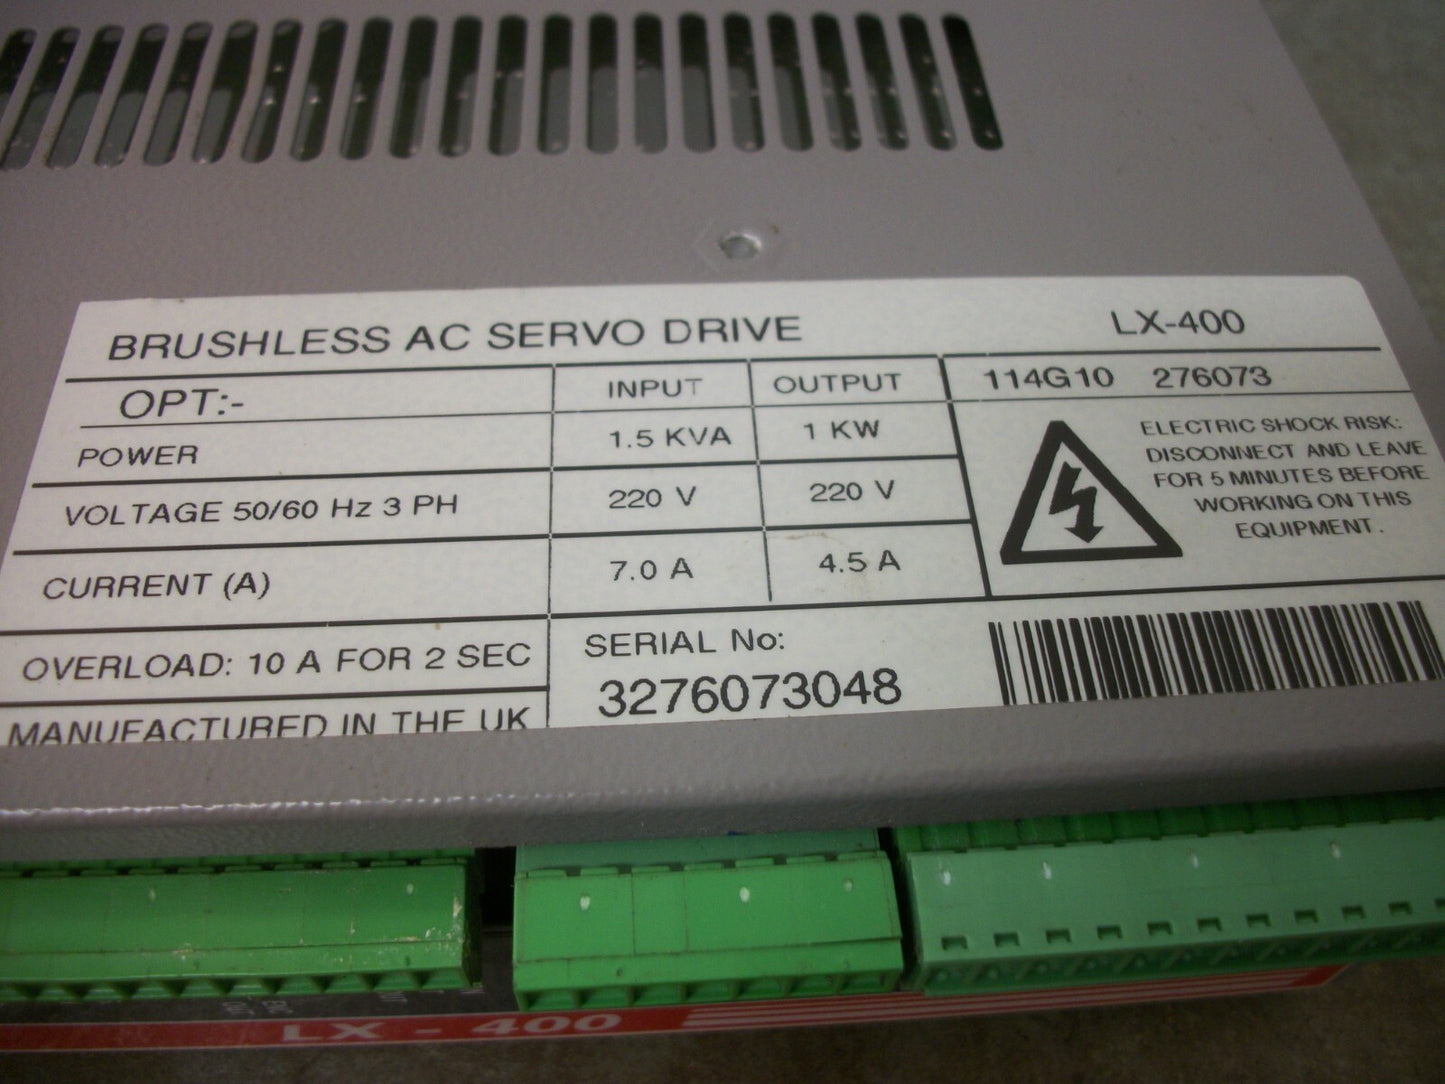 BRUSHLESS AC SERVO DRIVE LX-400
OPT:- INPUT OUTPUT 114G10 276073
POWER 1.5 KVA 1 KW
VOLTAGE 50/60 Hz 3 PH 220 V 220 V
CURRENT (A) 7.0 A 4.5 A
ELECTRIC SHOCK RISK:
DISCONNECT AND LEAVE
FOR 5 MINUTES BEFORE
WORKING ON THIS
EQUIPMENT.
OVERLOAD: 10 A FOR 2 SEC
SERIAL No:
3276073048
MANUFACTURED IN THE UK
ENC
OUT
LX - 400